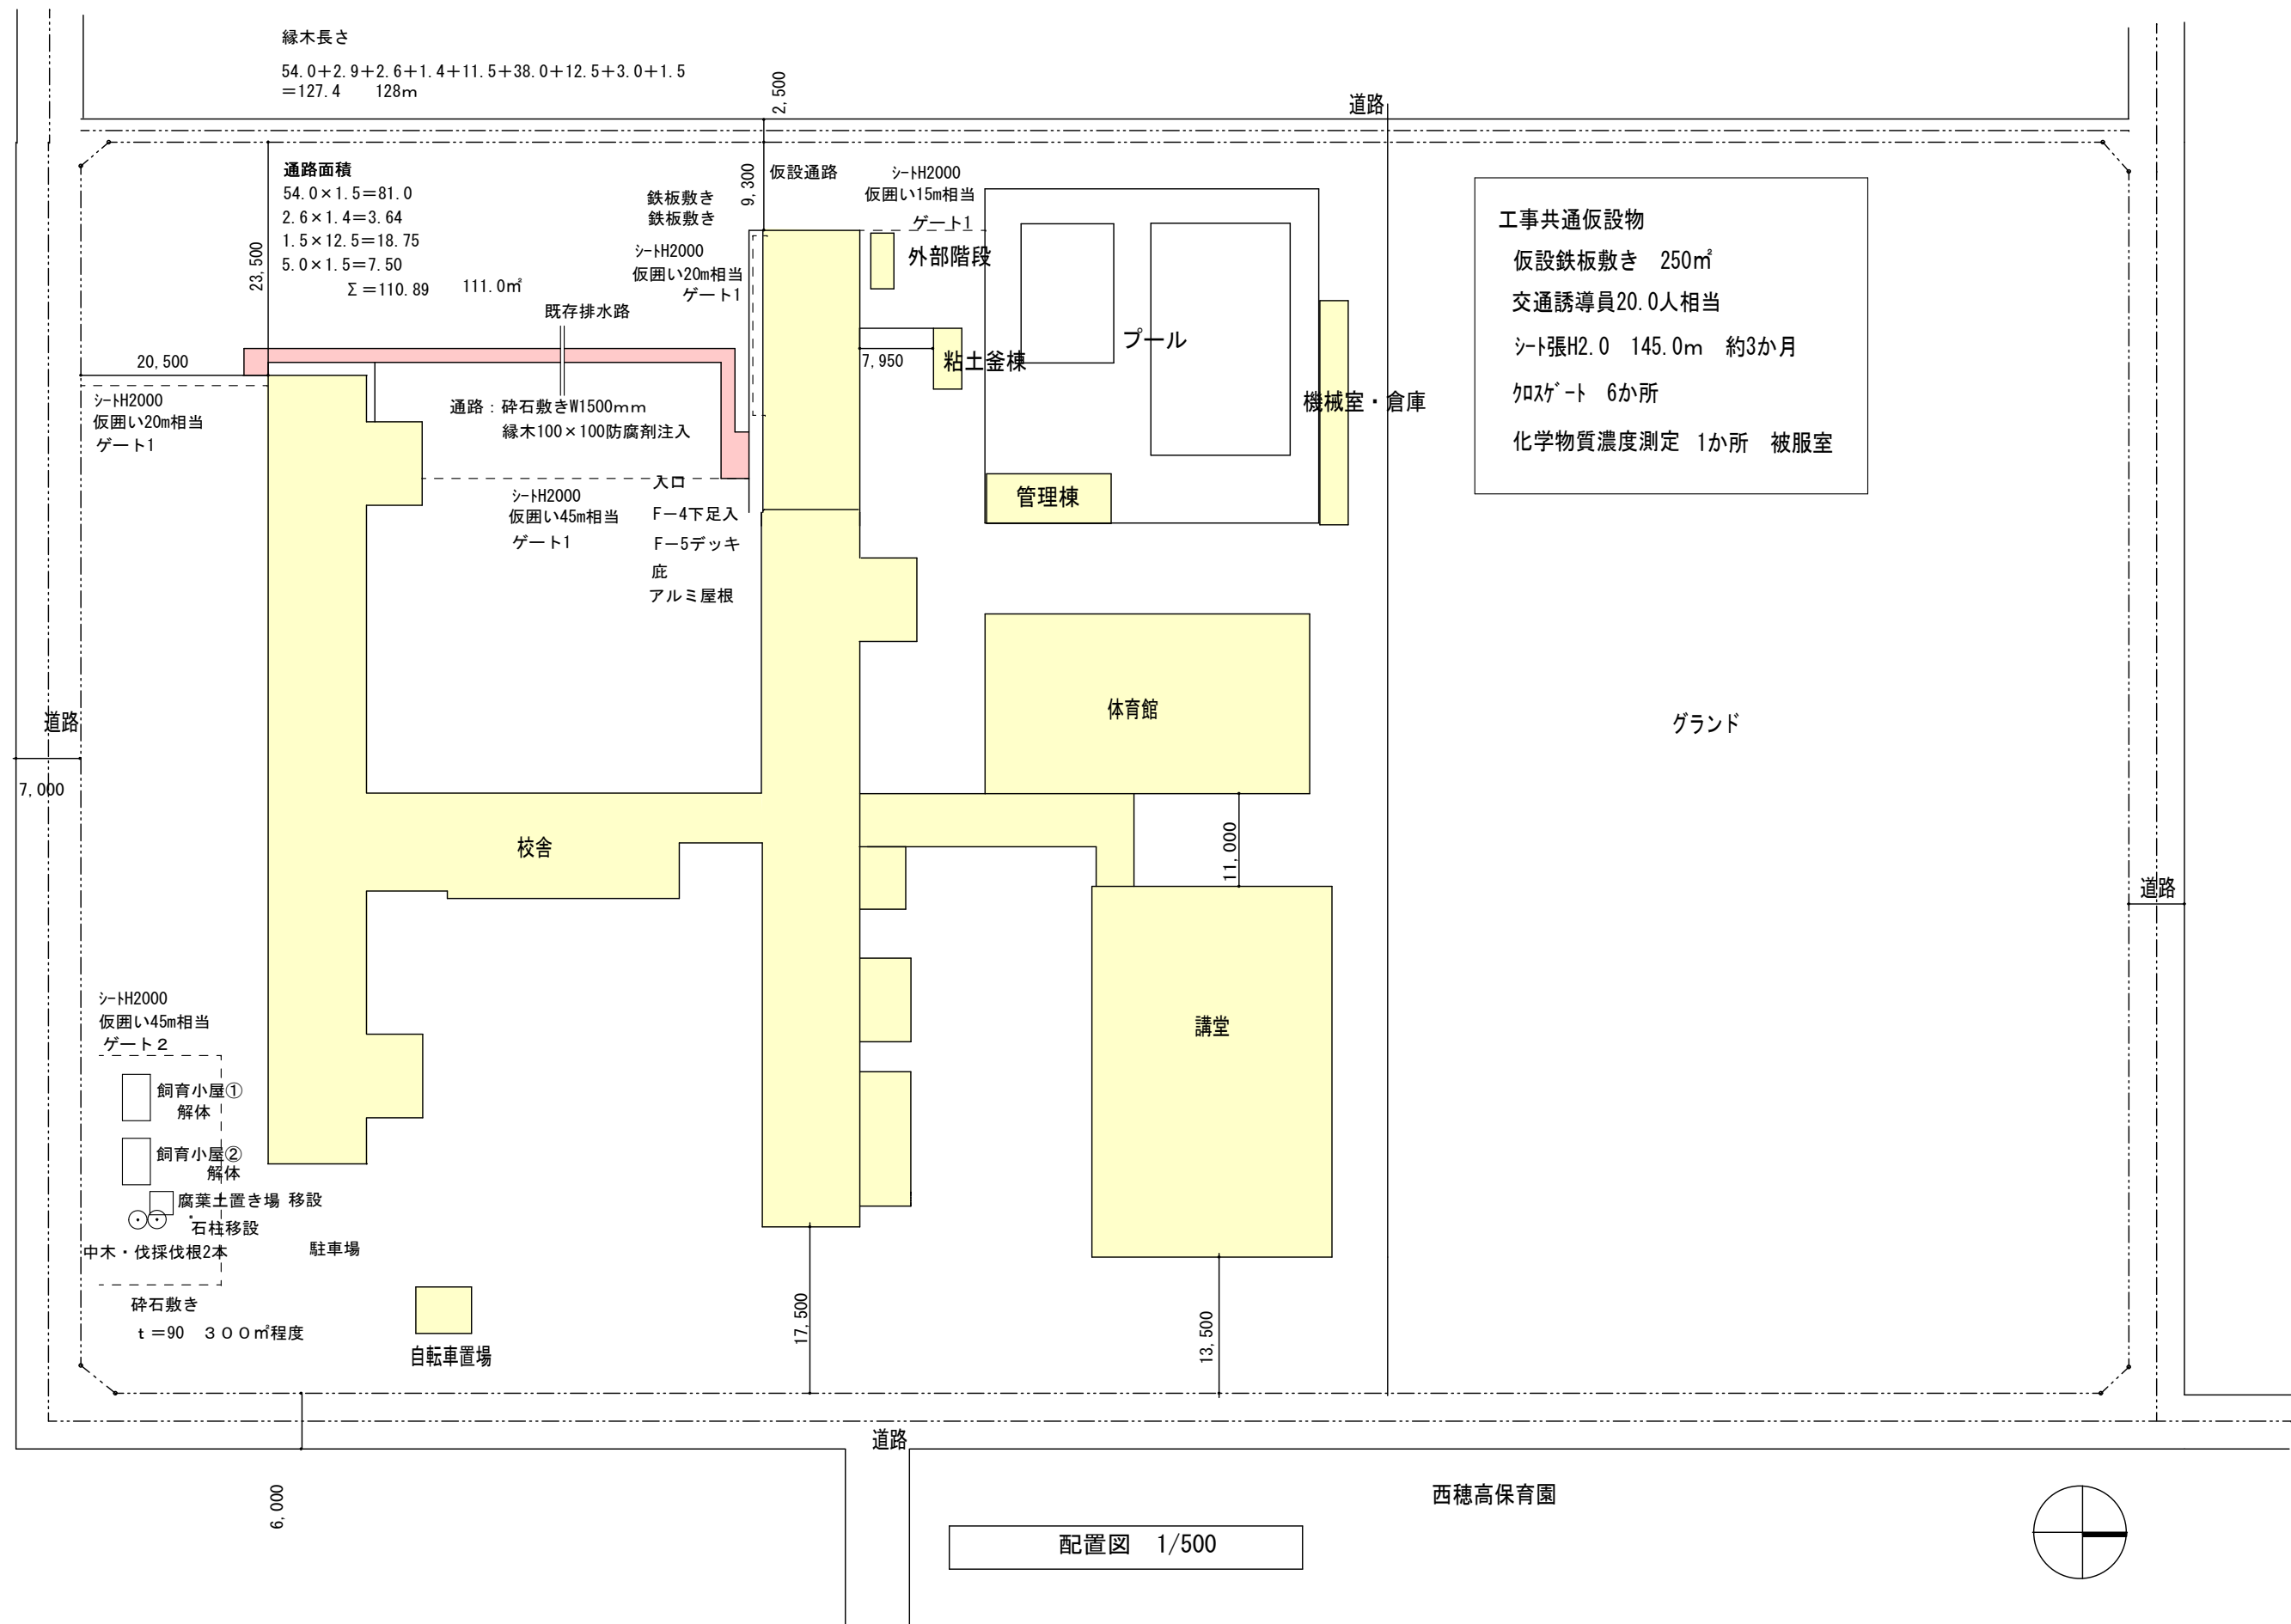 縁木長さ
54.0+2.9+2.6+1.4+11.5+38.0+12.5+3.0+1.5
=127.4 128m
2,500
道路
通路面積
54.0×1.5=81.0
2.6×1.4=3.64
1.5×12.5=18.75
5.0×1.5=7.50
Σ=110.89 111.0㎡
23,500
鉄板敷き
鉄板敷き
9,300
仮設通路
シートH2000
仮囲い15m相当
ゲート1
外部階段
シートH2000
仮囲い20m相当
ゲート1
既存排水路
工事共通仮設物
仮設鉄板敷き 250㎡
交通誘導員20.0人相当
シート張H2.0 145.0m 約3か月
クロスゲート 6か所
化学物質濃度測定 1か所 被服室
20,500
シートH2000
仮囲い20m相当
ゲート1
通路：砕石敷きW1500mm
縁木100×100防腐剤注入
7,950
粘土釜棟
プール
機械室・倉庫
管理棟
シートH2000
仮囲い45m相当
ゲート1
入口
F－4下足入
F－5デッキ
庇
アルミ屋根
道路
7,000
体育館
グランド
校舎
11,000
道路
講堂
シートH2000
仮囲い45m相当
ゲート２
飼育小屋①
解体
飼育小屋②
解体
腐葉土置き場 移設
石柱移設
中木・伐採伐根2本
駐車場
砕石敷き
ｔ=90 ３００㎡程度
自転車置場
17,500
13,500
道路
6,000
西穂高保育園
配置図 1/500